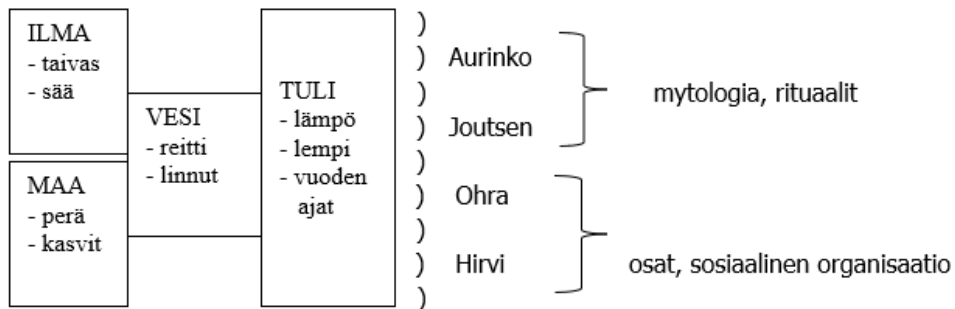 ILMA
- taivas
- sää
MAA
- perä
- kasvit
VESI
- reitti
- linnut
TULI
- lämpö
- lempi
- vuoden
ajat
)
) Aurinko
)
) Joutsen
)
) Ohra
)
) Hirvi
)
mytologia, rituaalit
osat, sosiaalinen organisaatio